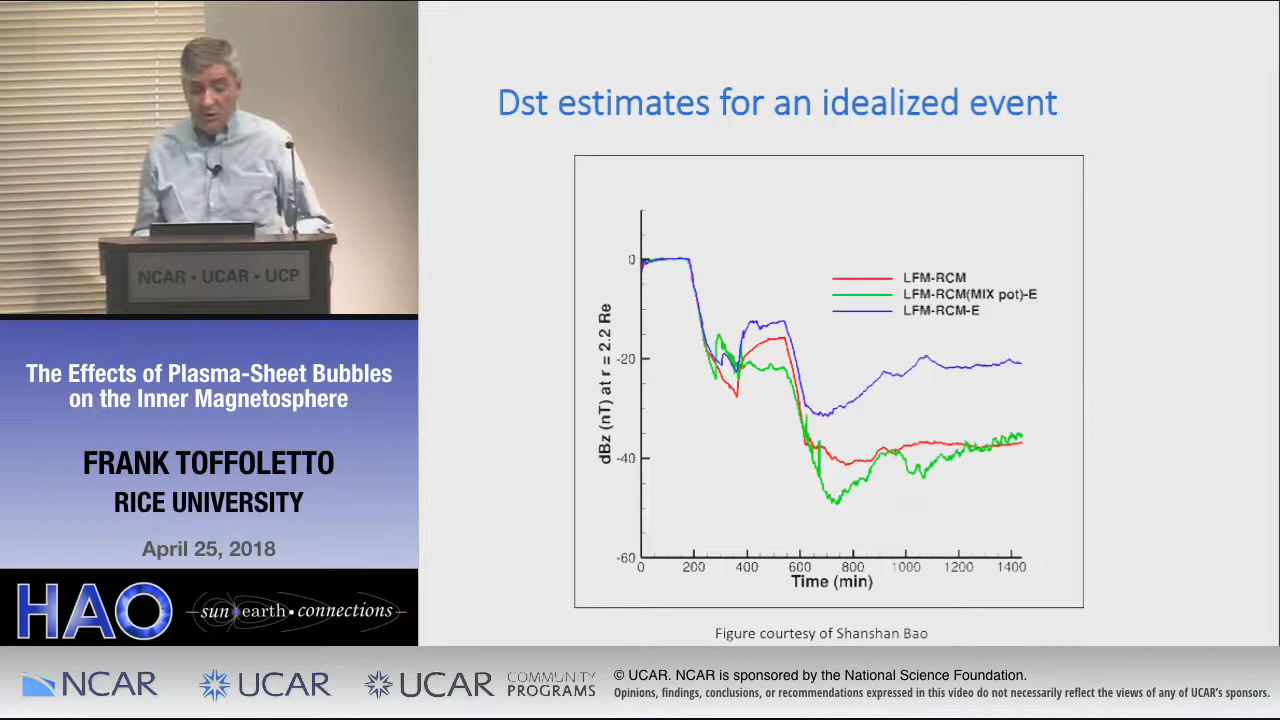 NCAR • UCAR • UCP
The Effects of Plasma-Sheet Bubbles
on the Inner Magnetosphere
FRANK TOFFOLETTO
RICE UNIVERSITY
April 25, 2018
HAO
sun earth • connections
Dst estimates for an idealized event
LFM-RCM
LFM-RCM(MIX pot)-E
LFM-RCM-E
dBz (nT) at r = 2.2 Re
0
-20
-40
-60
0 200 400 600 800 1000 1200 1400
Time (min)
Figure courtesy of Shanshan Bao
NCAR
UCAR
UCAR
COMMUNITY
PROGRAMS
© UCAR. NCAR is sponsored by the National Science Foundation.
Opinions, findings, conclusions, or recommendations expressed in this video do not necessarily reflect the views of any of UCAR's sponsors.